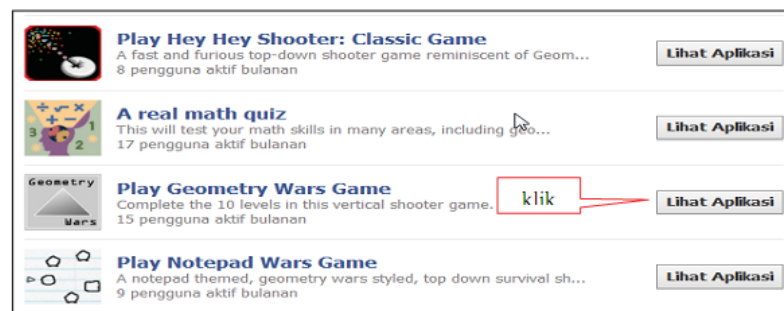 Play Hey Hey Shooter: Classic Game
A fast and furious top-down shooter game reminiscent of Geom...
8 pengguna aktif bulanan
Lihat Aplikasi
A real math quiz
This will test your math skills in many areas, including geo...
17 pengguna aktif bulanan
Lihat Aplikasi
Geometry
Wars
Play Geometry Wars Game
Complete the 10 levels in this vertical shooter game.
15 pengguna aktif bulanan
klik
Lihat Aplikasi
Play Notepad Wars Game
A notepad themed, geometry wars styled, top down survival sh...
9 pengguna aktif bulanan
Lihat Aplikasi